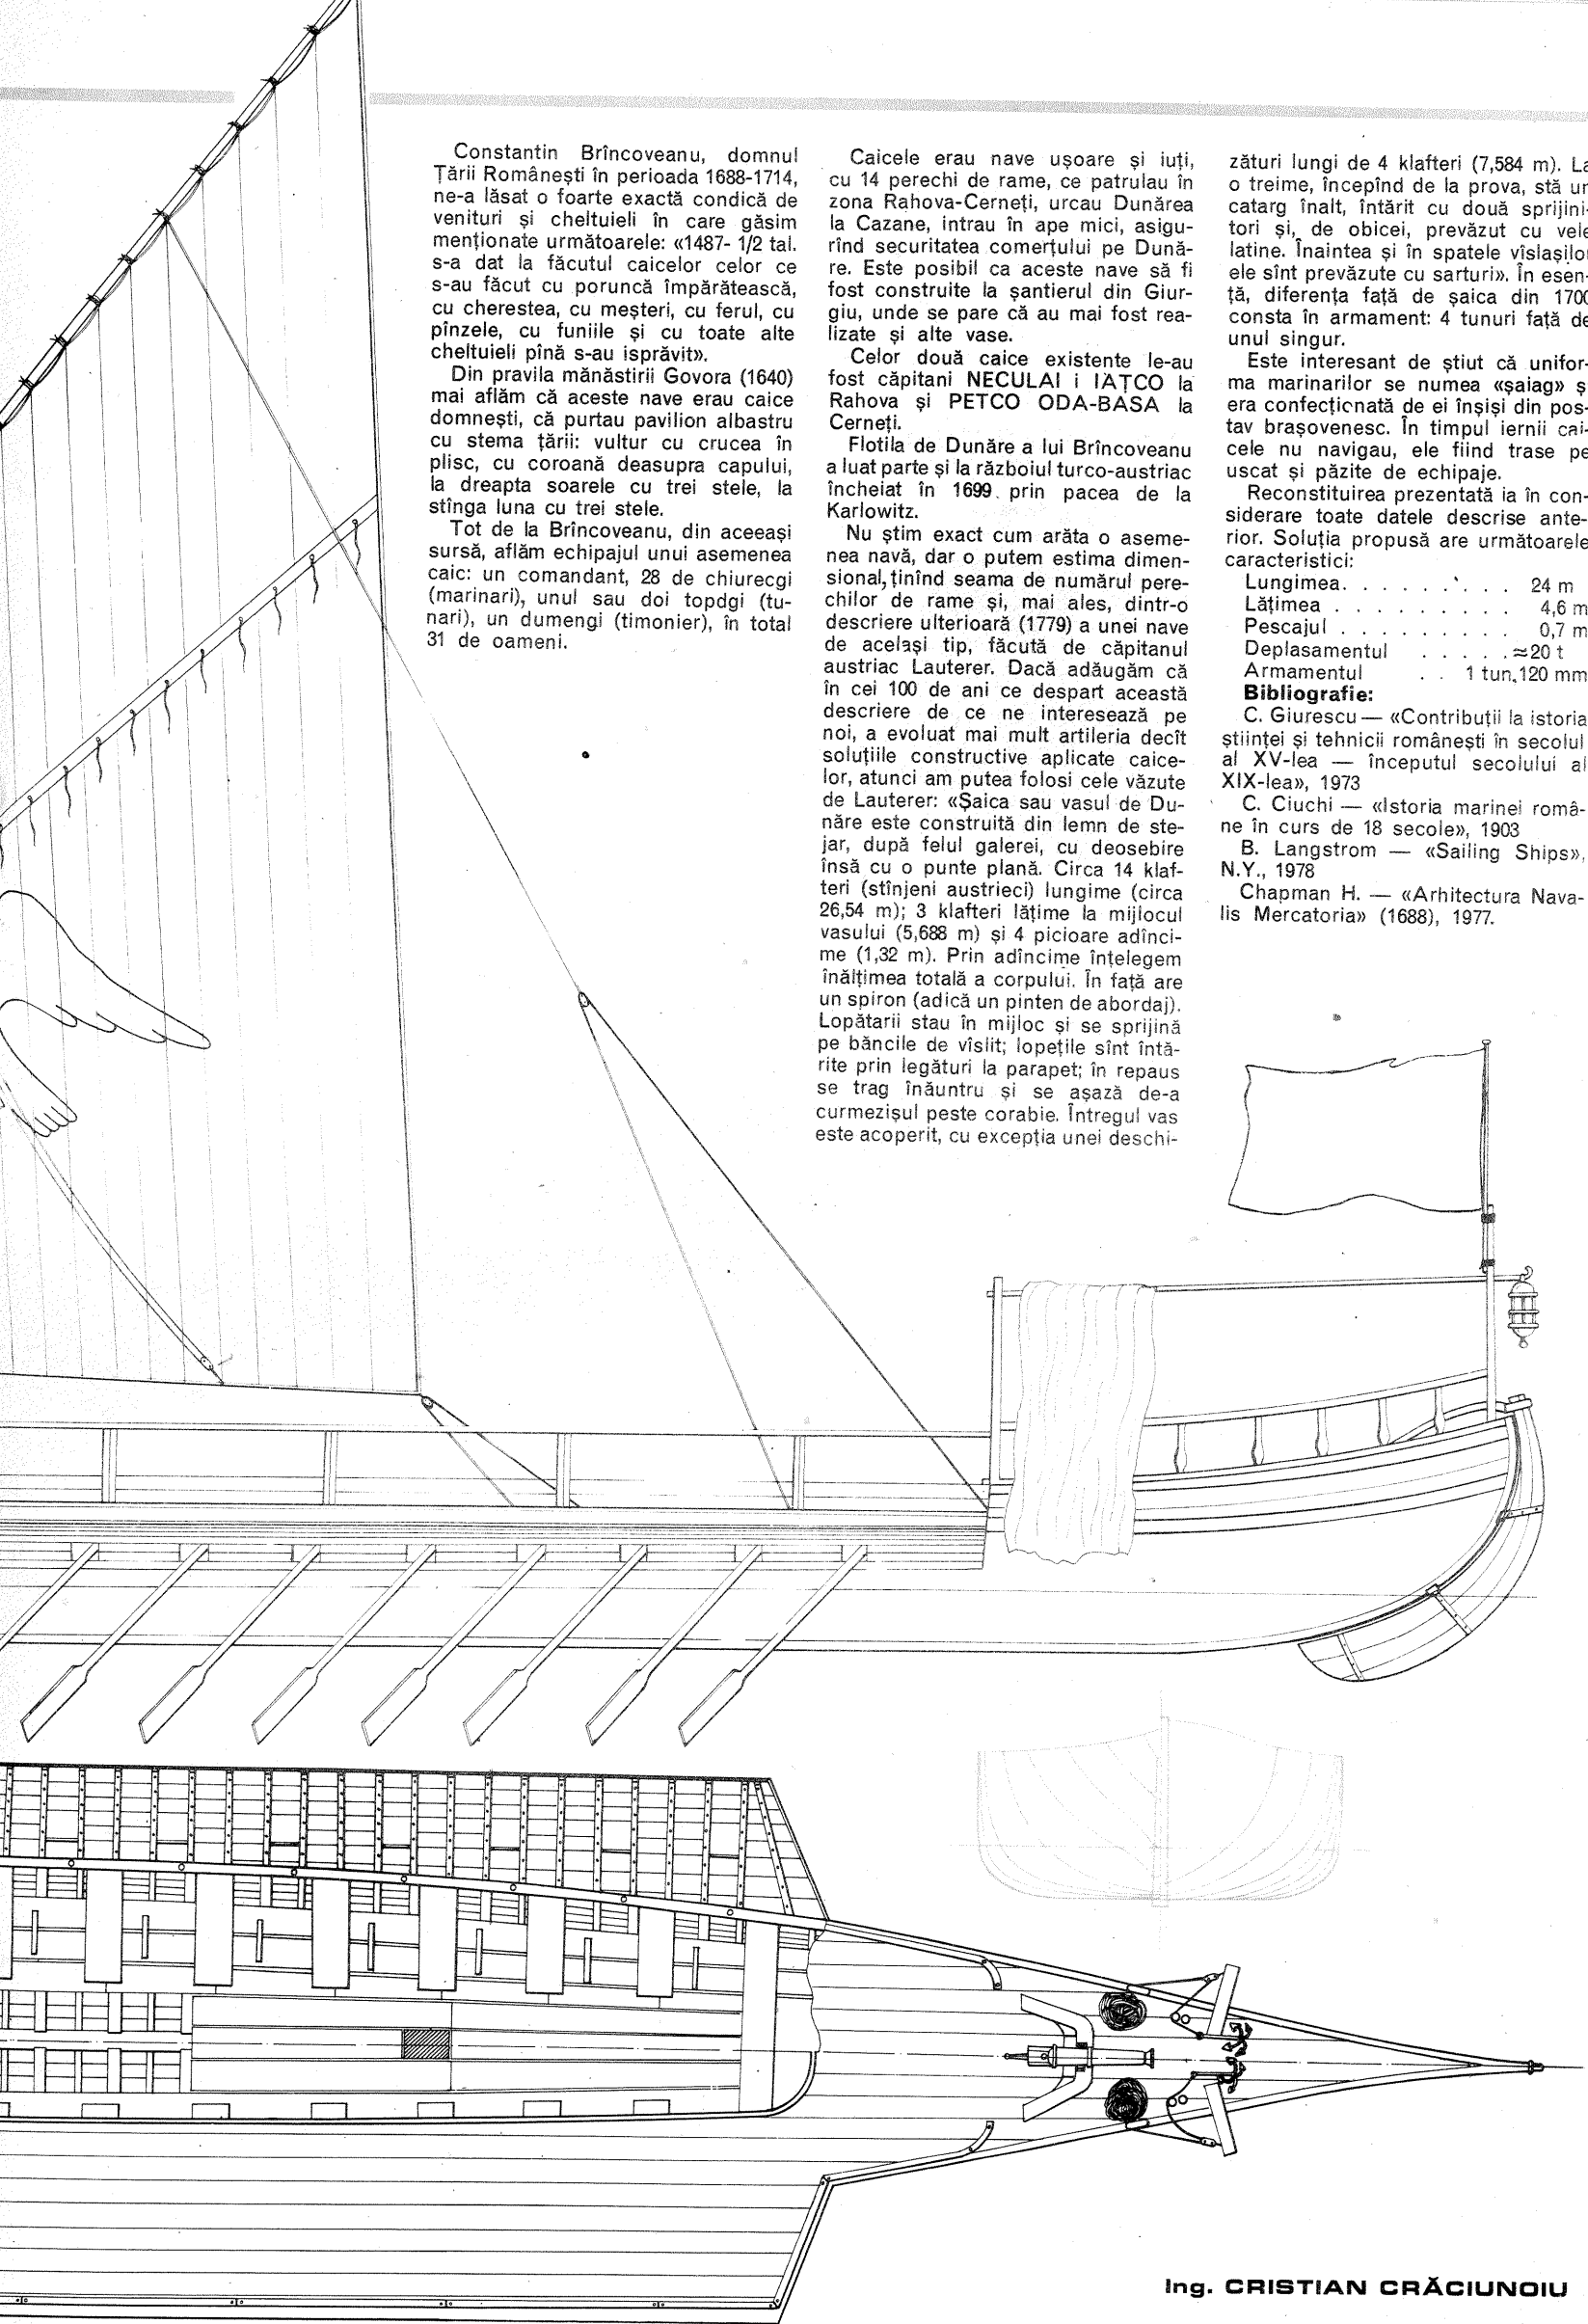 Constantin Brîncoveanu, domnul
Țării Românești în perioada 1688-1714,
ne-a lăsat o foarte exactă condică de
venituri și cheltuieli în care găsim
menționate următoarele: «1487- 1/2 tal.
s-a dat la făcutul caicelor celor ce
s-au făcut cu poruncă împărătească,
cu cherestea, cu meșteri, cu ferul, cu
pînzele, cu funiile și cu toate alte
cheltuieli pînă s-au isprăvit».
Din pravila mănăstirii Govora (1640)
mai aflăm că aceste nave erau caice
domnești, că purtau pavilion albastru
cu stema țării: vultur cu crucea în
plisc, cu coroană deasupra capului,
la dreapta soarele cu trei stele, la
stînga luna cu trei stele.
Tot de la Brîncoveanu, din aceeași
sursă, aflăm echipajul unui asemenea
caic: un comandant, 28 de chiurecgi
(marinari), unul sau doi topdgi (tu-
nari), un dumengi (timonier), în total
31 de oameni.
Caicele erau nave ușoare și iuți,
cu 14 perechi de rame, ce patrulau în
zona Rahova-Cerneți, urcau Dunărea
la Cazane, intrau în ape mici, asigu-
rînd securitatea comerțului pe Dună-
re. Este posibil ca aceste nave să fi
fost construite la șantierul din Giur-
giu, unde se pare că au mai fost rea-
lizate și alte vase.
Celor două caice existente le-au
fost căpitani NECULAI i IAȚCO la
Rahova și PETCO ODA-BASA la
Cerneți.
Flotila de Dunăre a lui Brîncoveanu
a luat parte și la războiul turco-austriac
încheiat în 1699. prin pacea de la
Karlowitz.
Nu știm exact cum arăta o aseme-
nea navă, dar o putem estima dimen-
sional, ținînd seama de numărul pere-
chilor de rame și, mai ales, dintr-o
descriere ulterioară (1779) a unei nave
de același tip, făcută de căpitanul
austriac Lauterer. Dacă adăugăm că
în cei 100 de ani ce despart această
descriere de ce ne interesează pe
noi, a evoluat mai mult artileria decît
soluțiile constructive aplicate caice-
lor, atunci am putea folosi cele văzute
de Lauterer: «Șaica sau vasul de Du-
năre este construită din lemn de ste-
jar, după felul galerei, cu deosebire
însă cu o punte plană. Circa 14 klaf-
teri (stînjeni austrieci) lungime (circa
26,54 m); 3 klafteri lățime la mijlocul
vasului (5,688 m) și 4 picioare adînci-
me (1,32 m). Prin adîncime înțelegem
înălțimea totală a corpului. În față are
un spiron (adică un pinten de abordaj).
Lopătarii stau în mijloc și se sprijină
pe băncile de vîslit; lopețile sînt întă-
rite prin legături la parapet; în repaus
se trag înăuntru și se așază de-a
curmezișul peste corabie. Întregul vas
este acoperit, cu excepția unei deschi-
zături lungi de 4 klafteri (7,584 m). La
o treime, începînd de la prova, stă un
catarg înalt, întărit cu două sprijini-
tori și, de obicei, prevăzut cu vele
latine. Înaintea și în spatele vîslașilor
ele sînt prevăzute cu sarturi». În esen-
ță, diferența față de șaica din 1700
consta în armament: 4 tunuri față de
unul singur.
Este interesant de știut că unifor-
ma marinarilor se numea «șaiag» și
era confecționată de ei înșiși din pos-
tav brașovenesc. În timpul iernii cai-
cele nu navigau, ele fiind trase pe
uscat și păzite de echipaje.
Reconstituirea prezentată ia în con-
siderare toate datele descrise ante-
rior. Soluția propusă are următoarele
caracteristici:
Lungimea. . . . . . . . . 24 m
Lățimea . . . . . . . . . 4,6 m
Pescajul . . . . . . . . . 0,7 m
Deplasamentul . . . . . ≈20 t
Armamentul . . 1 tun, 120 mm
Bibliografie:
C. Giurescu — «Contribuții la istoria
științei și tehnicii românești în secolul
al XV-lea — începutul secolului al
XIX-lea», 1973
C. Ciuchi — «Istoria marinei româ-
ne în curs de 18 secole», 1903
B. Langstrom — «Sailing Ships»,
N.Y., 1978
Chapman H. — «Arhitectura Nava-
lis Mercatoria» (1688), 1977.
Ing. CRISTIAN CRĂCIUNOIU